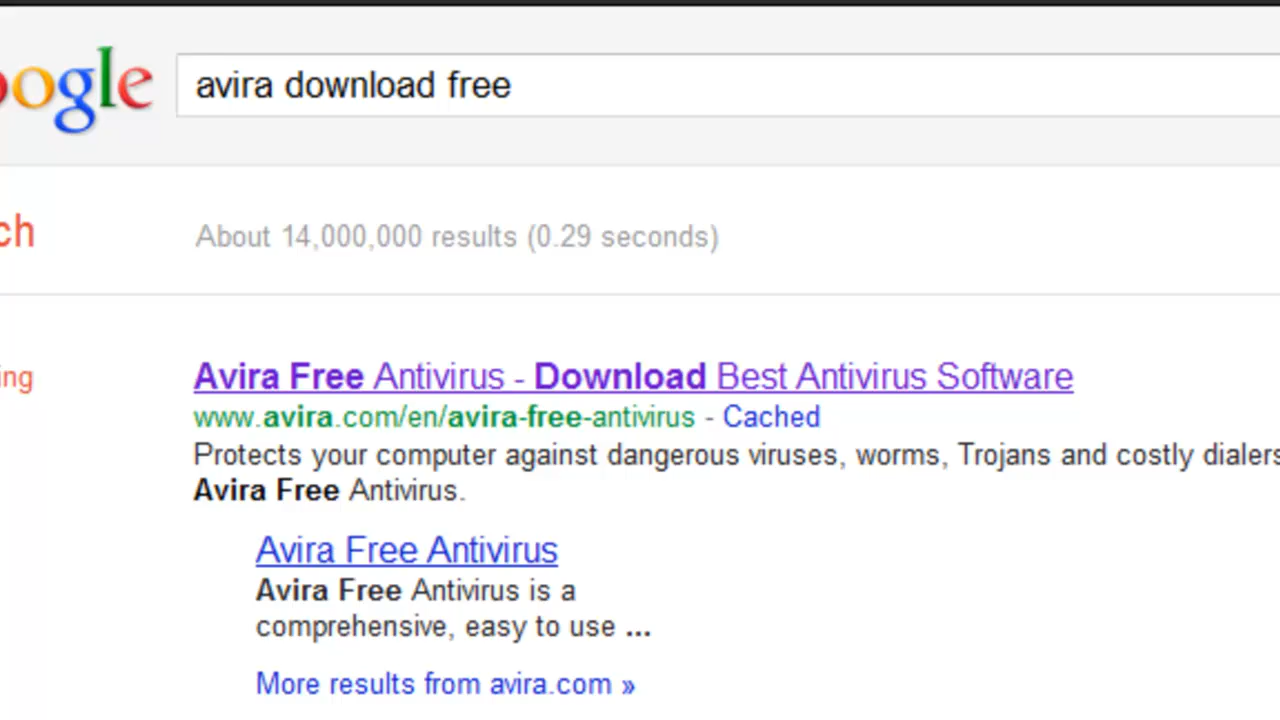 oogle
avira download free
ch
About 14,000,000 results (0.29 seconds)
ing
Avira Free Antivirus - Download Best Antivirus Software
www.avira.com/en/avira-free-antivirus - Cached
Protects your computer against dangerous viruses, worms, Trojans and costly dialers
Avira Free Antivirus.
Avira Free Antivirus
Avira Free Antivirus is a
comprehensive, easy to use ...
More results from avira.com »